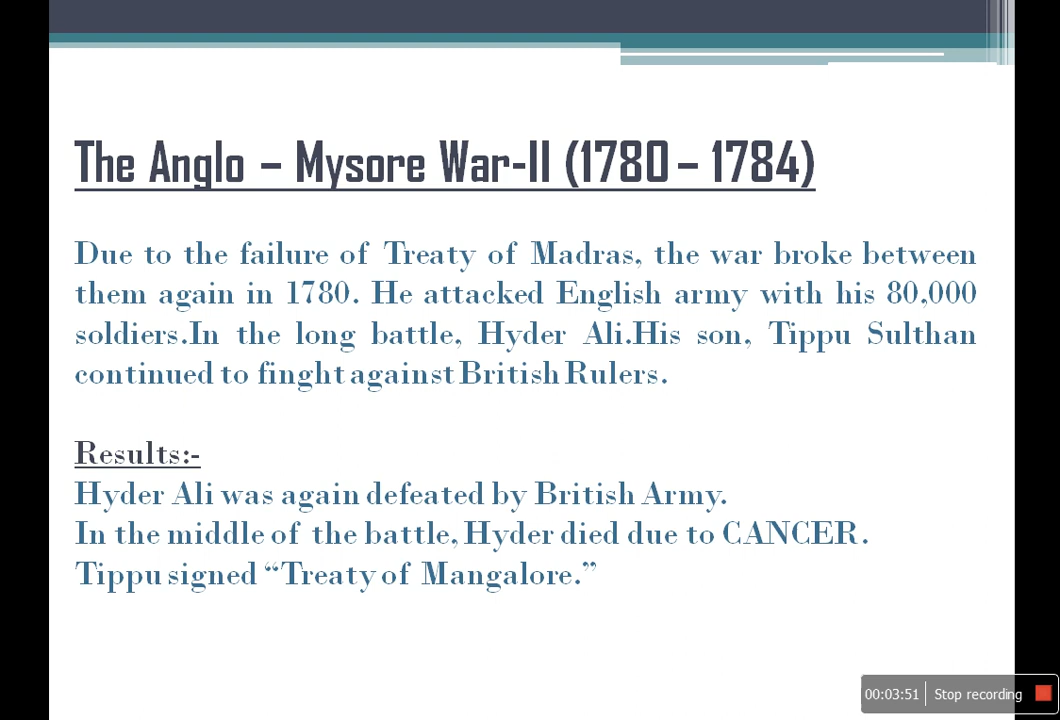 The Anglo – Mysore War-II (1780 – 1784)
Due to the failure of Treaty of Madras, the war broke between
them again in 1780. He attacked English army with his 80,000
soldiers.In the long battle, Hyder Ali.His son, Tippu Sulthan
continued to finght against British Rulers.
Results:-
Hyder Ali was again defeated by British Army.
In the middle of the battle, Hyder died due to CANCER.
Tippu signed “Treaty of Mangalore.”
00:03:51 Stop recording